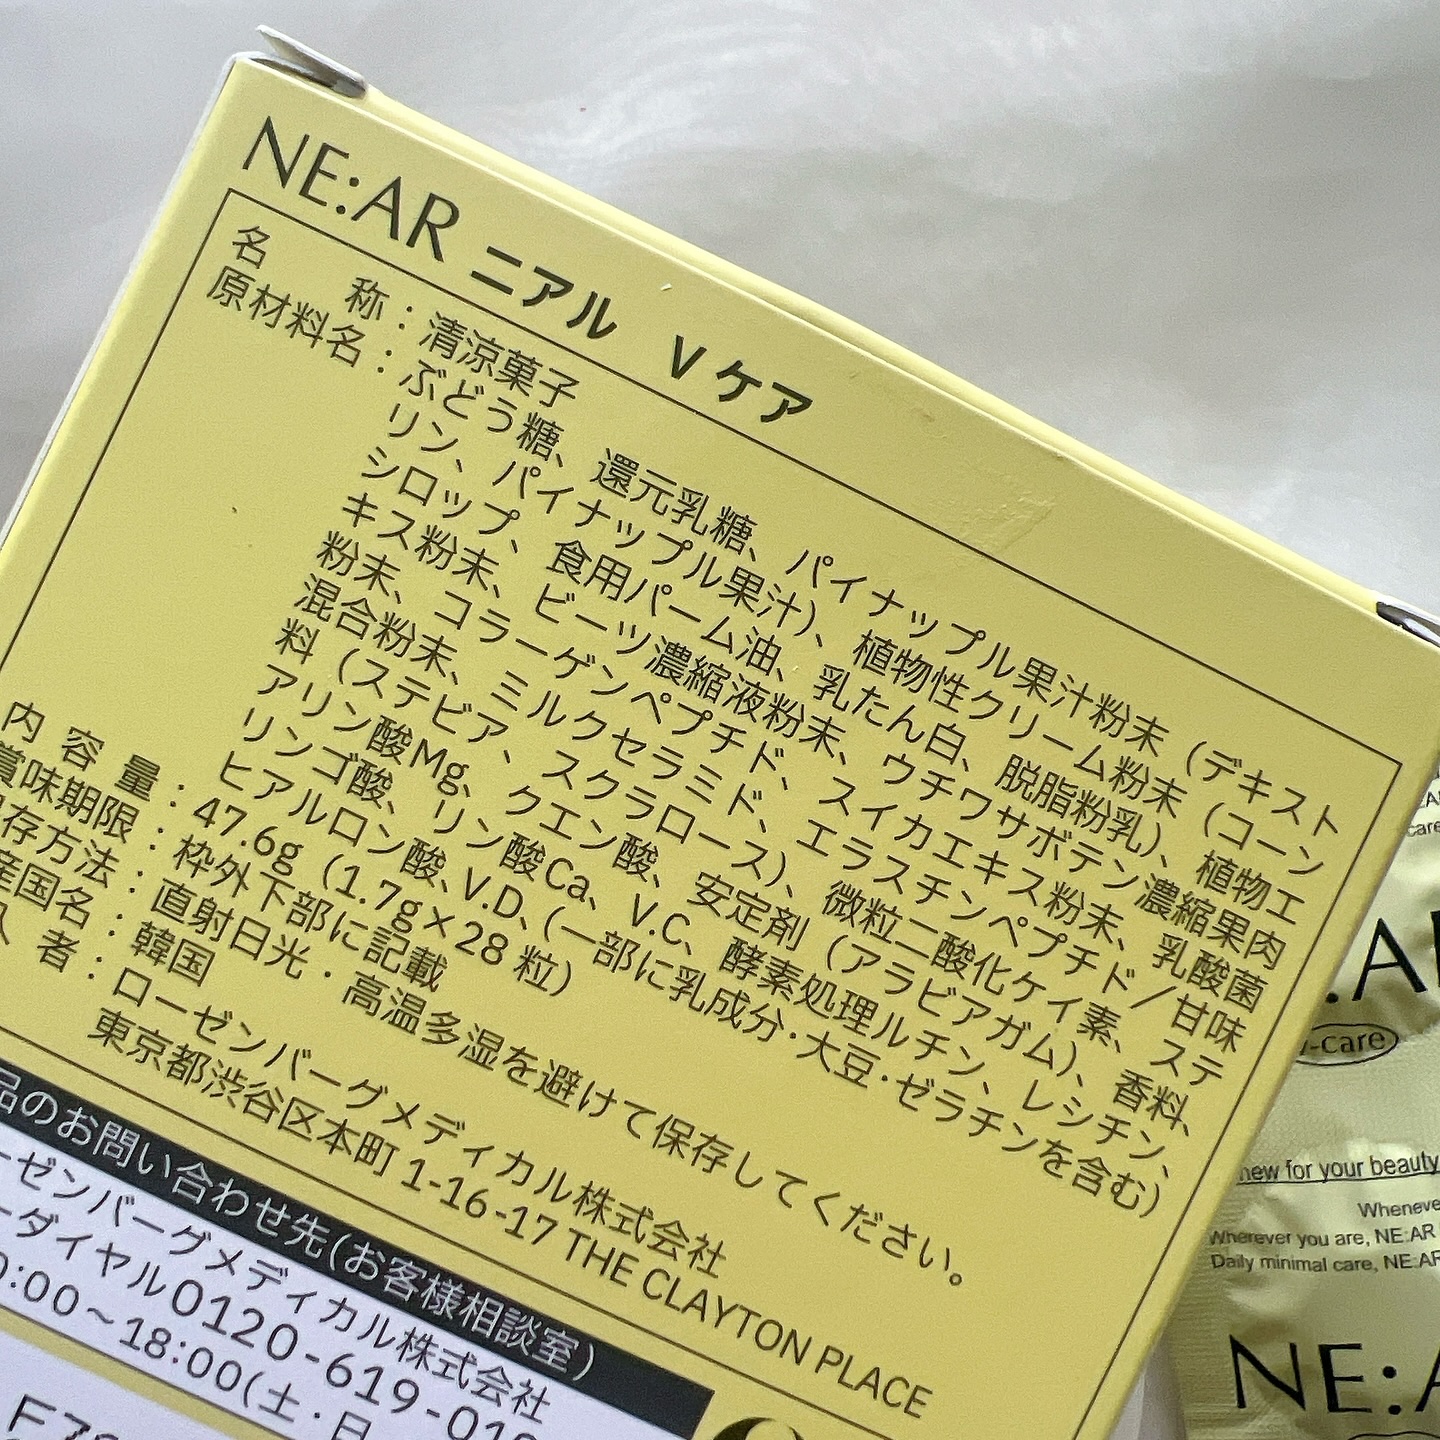 NE:AR ニアル Vケア
名 称：清涼菓子
原材料名：ぶどう糖、還元乳糖、パイナップル果汁粉末（デキスト
リン、パイナップル果汁）、植物性クリーム粉末（コーン
シロップ、食用パーム油、乳たん白、脱脂粉乳）、植物エ
キス粉末、ビーツ濃縮液粉末、ウチワサボテン濃縮果肉
粉末、コラーゲンペプチド、スイカエキス粉末、乳酸菌
混合粉末、ミルクセラミド、エラスチンペプチド／甘味
料（ステビア、スクラロース）、微粒二酸化ケイ素、ステ
アリン酸Mg、クエン酸、安定剤（アラビアガム）、香料、
リンゴ酸、リン酸Ca、V.C、酵素処理ルチン、レシチン、
ヒアルロン酸、V.D、（一部に乳成分・大豆・ゼラチンを含む）
内 容 量：47.6g（1.7g×28 粒）
賞味期限：枠外下部に記載
存方法：直射日光・高温多湿を避けて保存してください。
産国名：韓国
者：ローゼンバーグメディカル株式会社
東京都渋谷区本町 1-16-17 THE CLAYTON PLACE
品のお問い合わせ先（お客様相談室）
ーゼンバーグメディカル株式会社
ーダイヤル0120-619-01
0:00～18:00（土・日
care
:AR
-care
new for your beauty
Whenever
Wherever you are, NE:AR
Daily minimal care, NE:AR
NE:A